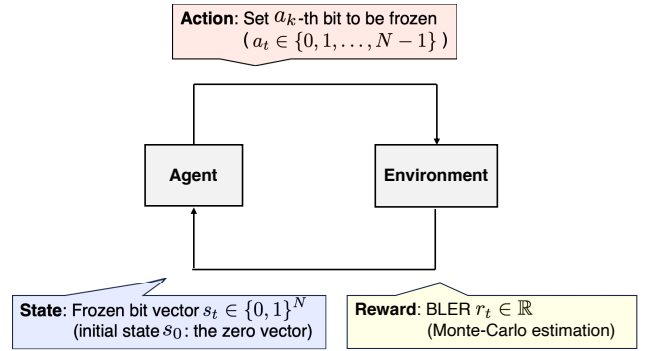 Action: Set a_k-th bit to be frozen
( a_t ∈ {0, 1, . . . , N − 1} )
Agent
Environment
State: Frozen bit vector s_t ∈ {0, 1}^N
(initial state s_0 : the zero vector)
Reward: BLER r_t ∈ ℝ
(Monte-Carlo estimation)